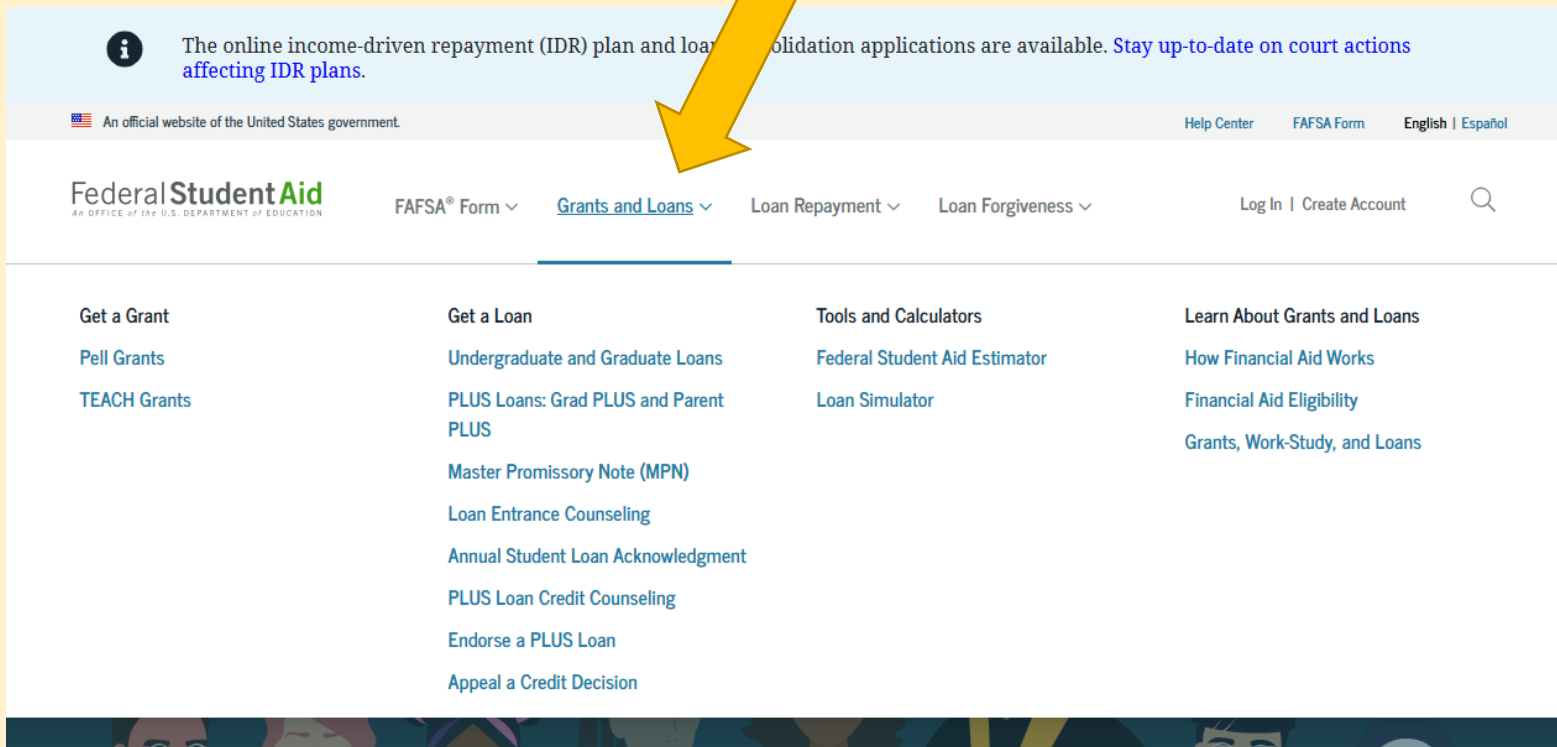 The online income-driven repayment (IDR) plan and loan olidation applications are available. Stay up-to-date on court actions
affecting IDR plans.
An official website of the United States government.
Help Center FAFSA Form English | Español
Federal Student Aid
An OFFICE of the U.S. DEPARTMENT of EDUCATION
FAFSA® Form Grants and Loans Loan Repayment Loan Forgiveness Log In | Create Account
Get a Grant
Pell Grants
TEACH Grants
Get a Loan
Undergraduate and Graduate Loans
PLUS Loans: Grad PLUS and Parent
PLUS
Master Promissory Note (MPN)
Loan Entrance Counseling
Annual Student Loan Acknowledgment
PLUS Loan Credit Counseling
Endorse a PLUS Loan
Appeal a Credit Decision
Tools and Calculators
Federal Student Aid Estimator
Loan Simulator
Learn About Grants and Loans
How Financial Aid Works
Financial Aid Eligibility
Grants, Work-Study, and Loans